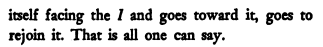 itself facing the I and goes toward it, goes to
rejoin it. That is all one can say.